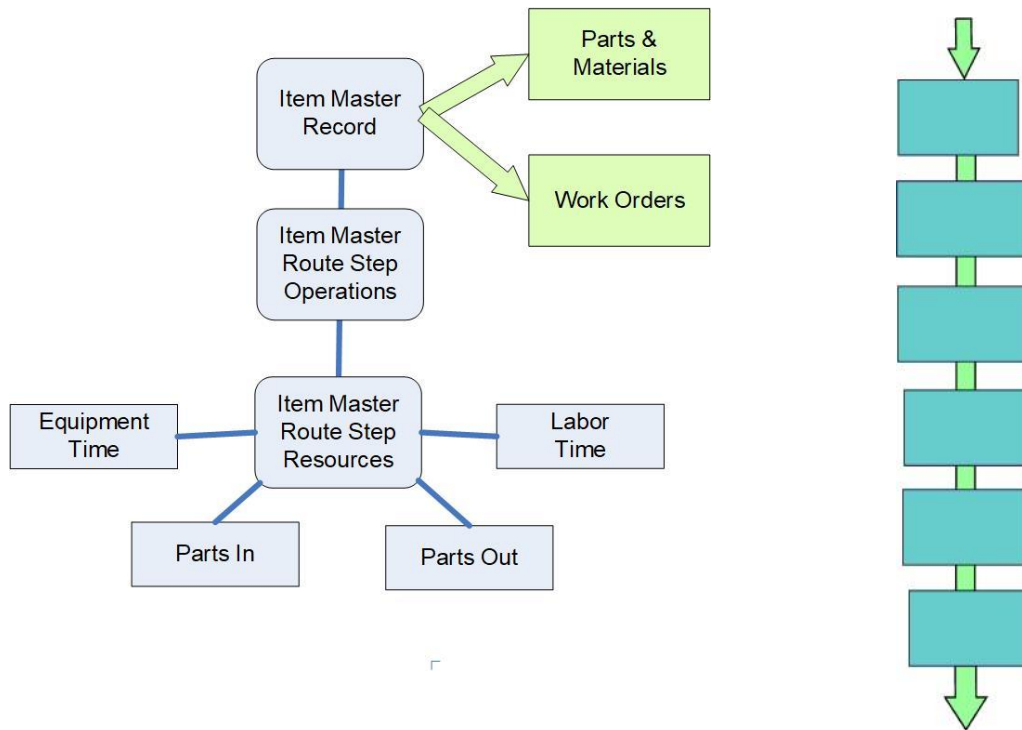 Parts &
Materials
Item Master
Record
Work Orders
Item Master
Route Step
Operations
Item Master
Route Step
Resources
Equipment
Time
Labor
Time
Parts In
Parts Out